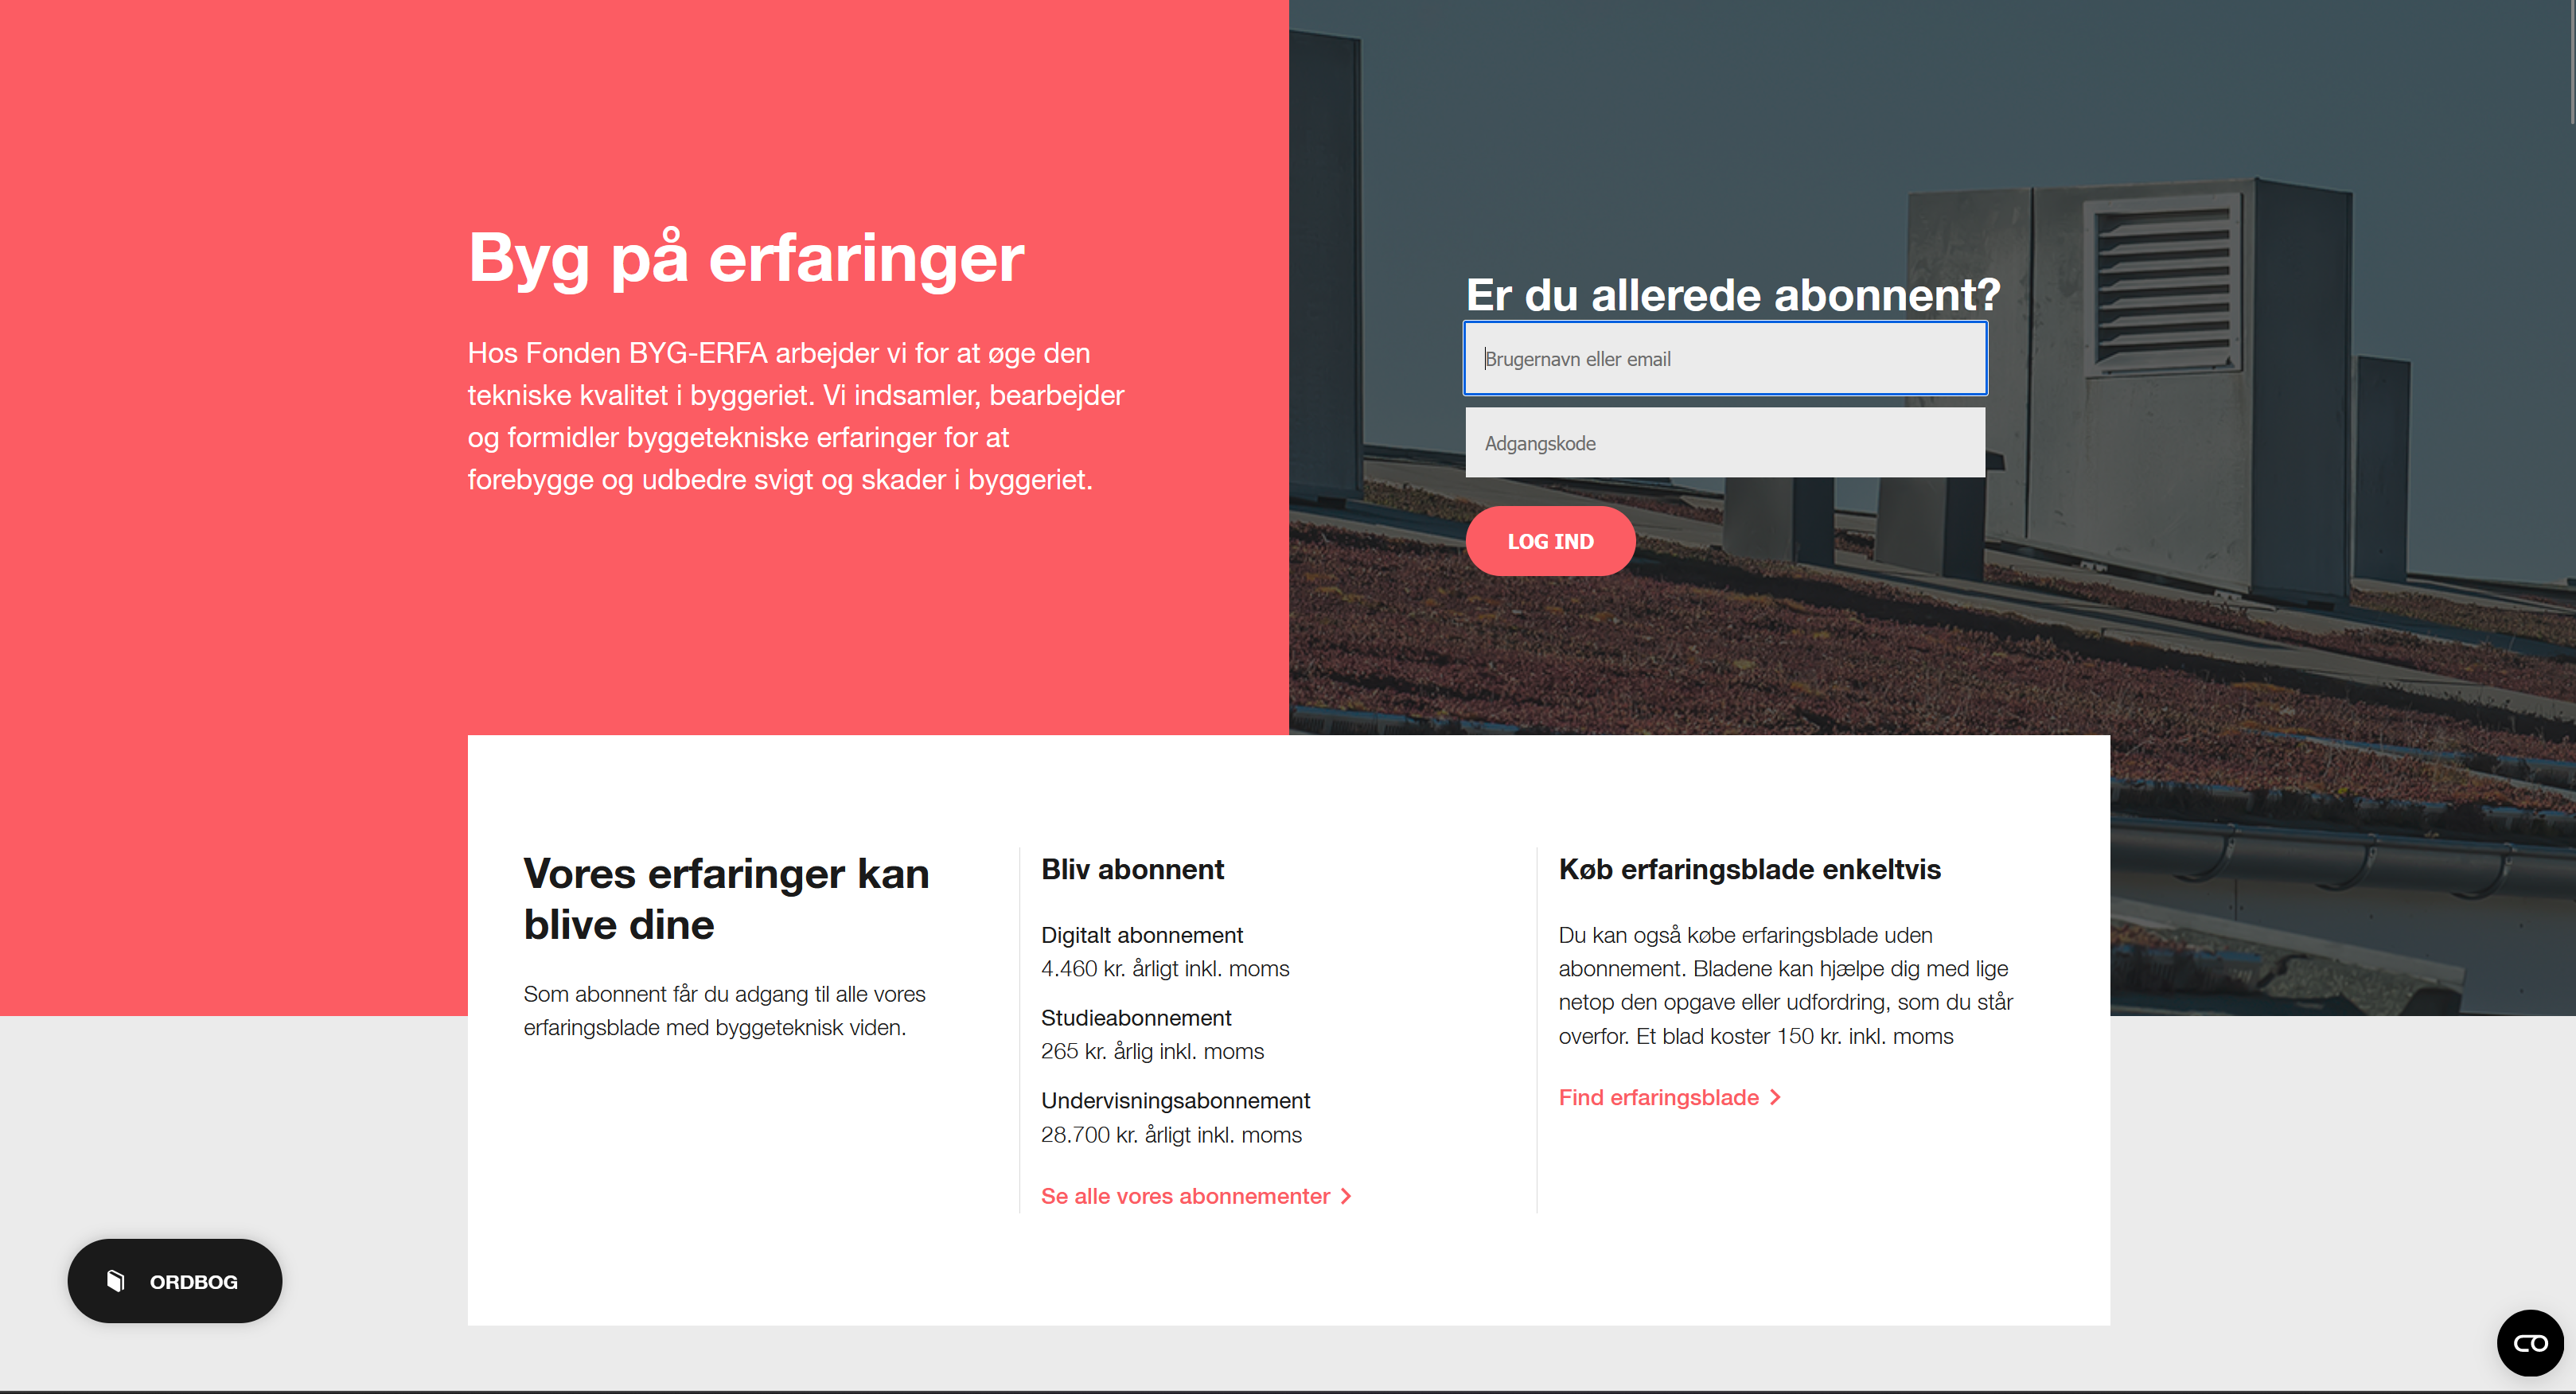 Byg på erfaringer
Hos Fonden BYG-ERFA arbejder vi for at øge den
tekniske kvalitet i byggeriet. Vi indsamler, bearbejder
og formidler byggetekniske erfaringer for at
forebygge og udbedre svigt og skader i byggeriet.
Er du allerede abonnent?
Brugernavn eller email
Adgangskode
LOG IND
Vores erfaringer kan
blive dine
Som abonnent får du adgang til alle vores
erfaringsblade med byggeteknisk viden.
Bliv abonnent
Digitalt abonnement
4.460 kr. årligt inkl. moms
Studieabonnement
265 kr. årlig inkl. moms
Undervisningsabonnement
28.700 kr. årligt inkl. moms
Se alle vores abonnementer
Køb erfaringsblade enkeltvis
Du kan også købe erfaringsblade uden
abonnement. Bladene kan hjælpe dig med lige
netop den opgave eller udfordring, som du står
overfor. Et blad koster 150 kr. inkl. moms
Find erfaringsblade
ORDBOG